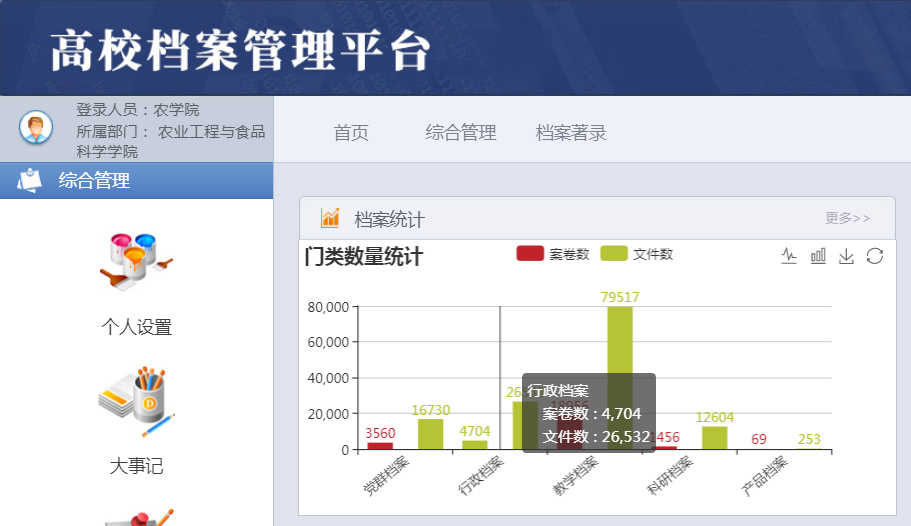 高校档案管理平台
登录人员：农学院
所属部门： 农业工程与食品
科学学院
首页 综合管理 档案著录
综合管理
档案统计 更多>>
门类数量统计 案卷数 文件数
个人设置
大事记
80,000
60,000
40,000
20,000
0
3560 16730 4704 79517 18956 1456 12604 69 253
行政档案
案卷数 : 4,704
文件数 : 26,532
党群档案 行政档案 教学档案 科研档案 产品档案